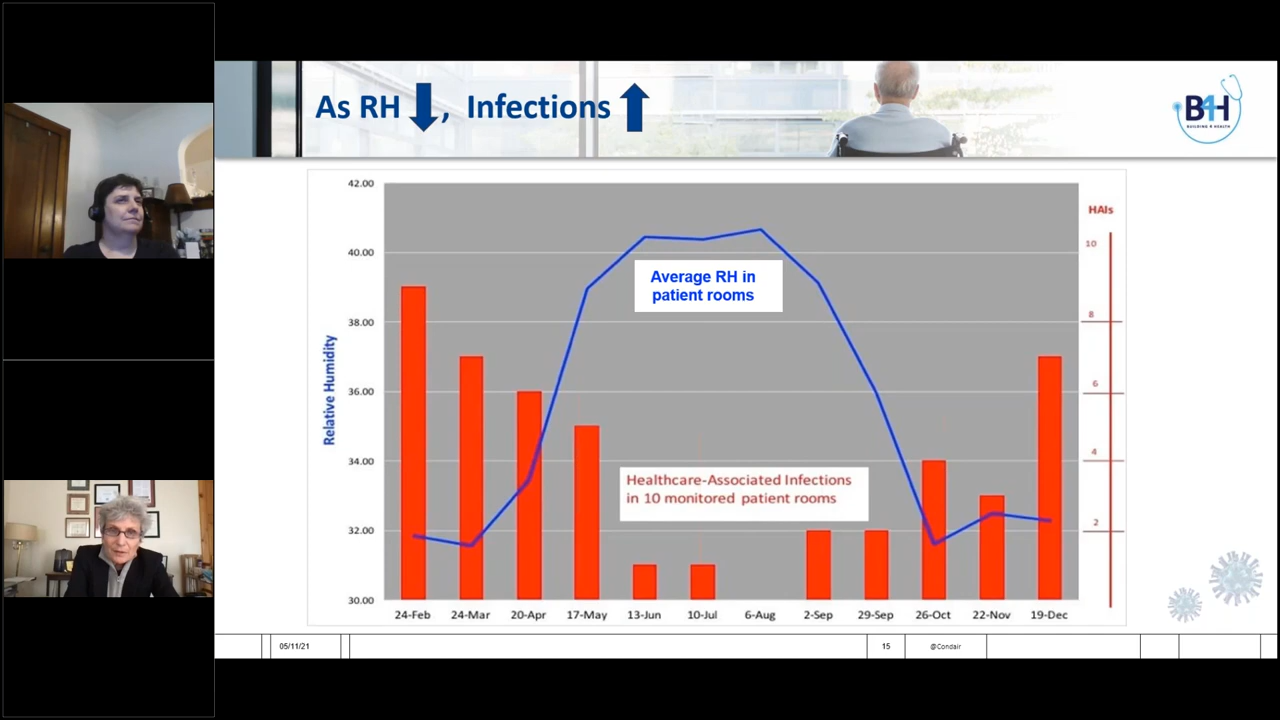 As RH , Infections
B4H
BUILDING 4 HEALTH
42.00
40.00
38.00
36.00
34.00
32.00
30.00
Relative Humidity
Average RH in
patient rooms
Healthcare-Associated Infections
in 10 monitored patient rooms
HAIs
10
8
6
4
2
24-Feb 24-Mar 20-Apr 17-May 13-Jun 10-Jul 6-Aug 2-Sep 29-Sep 26-Oct 22-Nov 19-Dec
05/11/21 15 @Condair